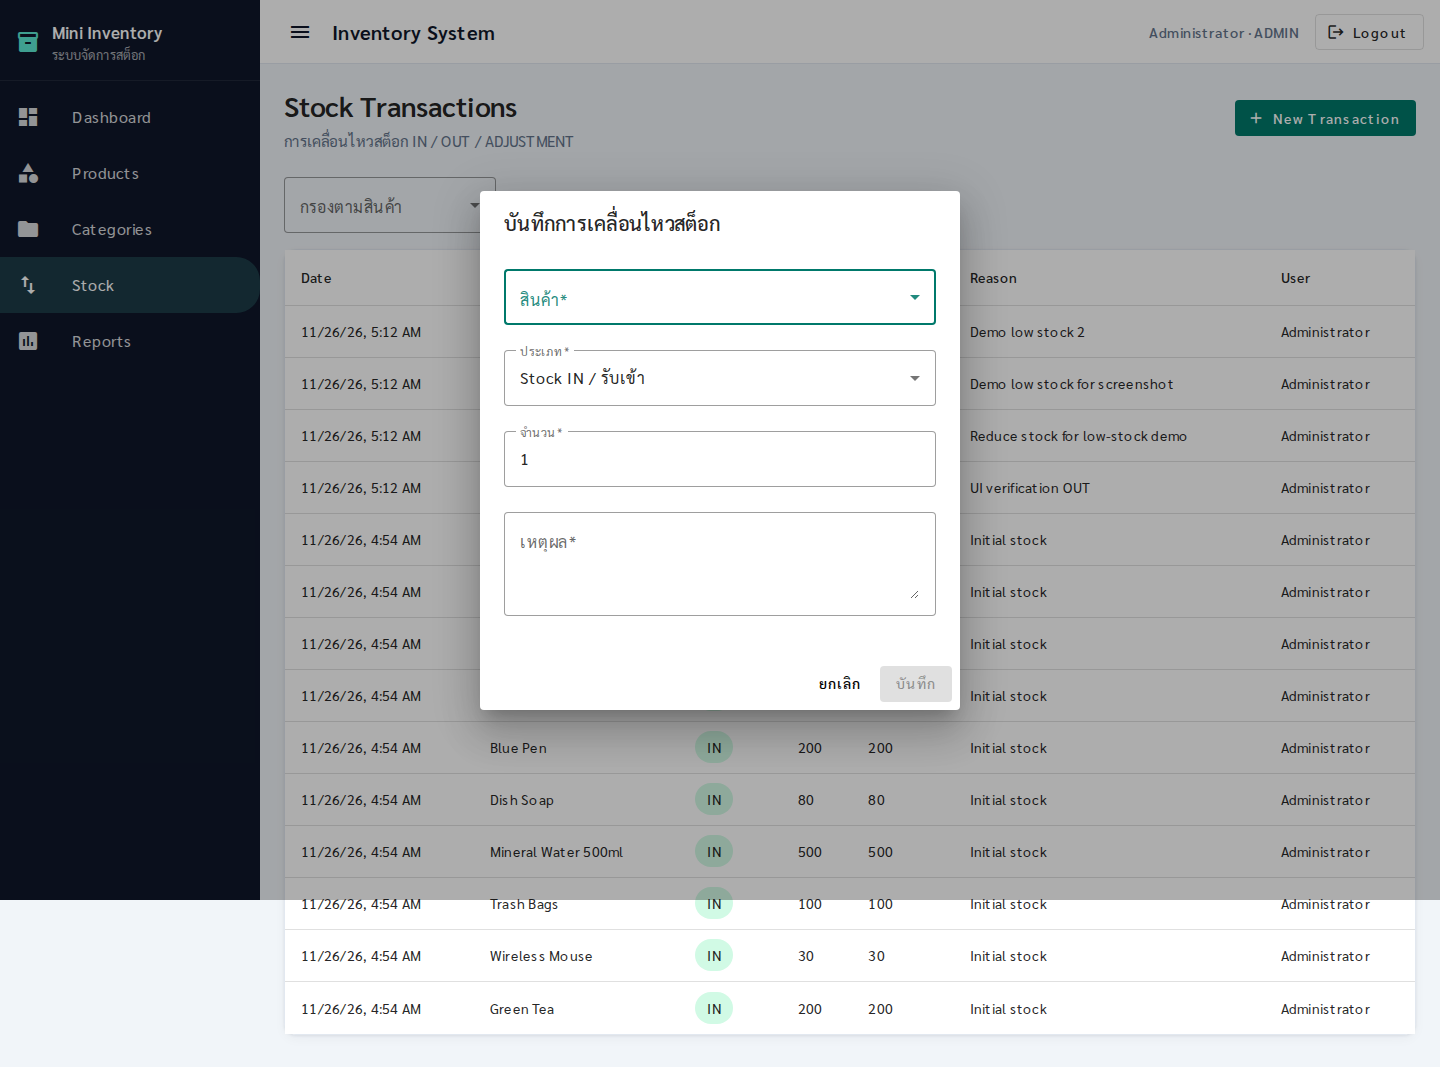 Mini Inventory
ระบบจัดการสต็อก
Dashboard
Products
Categories
Stock
Reports
Inventory System
Administrator · ADMIN
Logout
Stock Transactions
การเคลื่อนไหวสต็อก IN / OUT / ADJUSTMENT
New Transaction
กรองตามสินค้า
บันทึกการเคลื่อนไหวสต็อก
สินค้า*
ประเภท*
Stock IN / รับเข้า
จำนวน*
1
เหตุผล*
ยกเลิก บันทึก
Date Reason User
11/26/26, 5:12 AM Demo low stock 2 Administrator
11/26/26, 5:12 AM Demo low stock for screenshot Administrator
11/26/26, 5:12 AM Reduce stock for low-stock demo Administrator
11/26/26, 5:12 AM UI verification OUT Administrator
11/26/26, 4:54 AM Initial stock Administrator
11/26/26, 4:54 AM Initial stock Administrator
11/26/26, 4:54 AM Initial stock Administrator
11/26/26, 4:54 AM Initial stock Administrator
11/26/26, 4:54 AM Blue Pen IN 200 200 Initial stock Administrator
11/26/26, 4:54 AM Dish Soap IN 80 80 Initial stock Administrator
11/26/26, 4:54 AM Mineral Water 500ml IN 500 500 Initial stock Administrator
11/26/26, 4:54 AM Trash Bags IN 100 100 Initial stock Administrator
11/26/26, 4:54 AM Wireless Mouse IN 30 30 Initial stock Administrator
11/26/26, 4:54 AM Green Tea IN 200 200 Initial stock Administrator